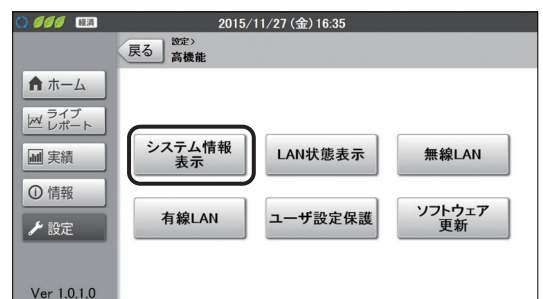 経済
2015/11/27 (金) 16:35
戻る
設定>
高機能
ホーム
ライブ
レポート
実績
情報
設定
システム情報
表示
LAN状態表示
無線LAN
有線LAN
ユーザ設定保護
ソフトウェア
更新
Ver 1.0.1.0